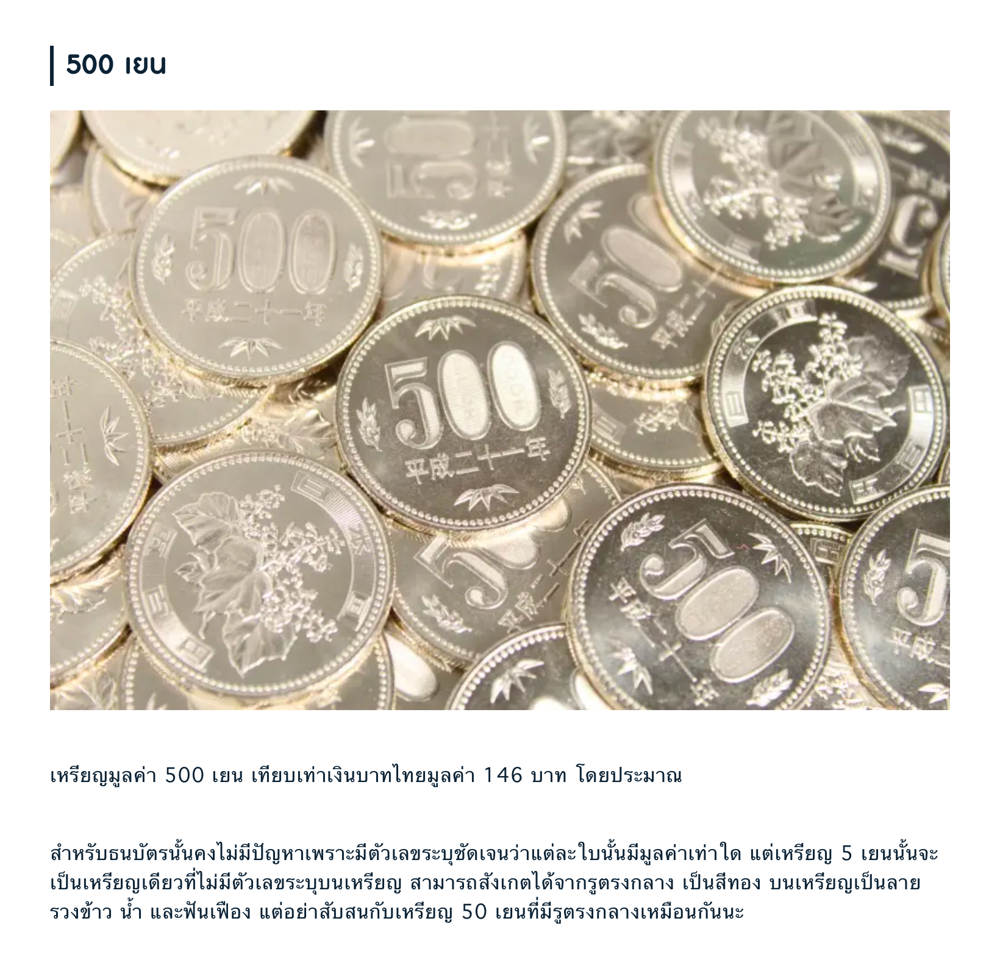 500 เยน
500
平成二十一年
500
平成二十一年
500
平成二十一年
日本国
五百円
เหรียญมูลค่า 500 เยน เทียบเท่าเงินบาทไทยมูลค่า 146 บาท โดยประมาณ
สำหรับธนบัตรนั้นคงไม่มีปัญหาเพราะมีตัวเลขระบุชัดเจนว่าแต่ละใบนั้นมีมูลค่าเท่าใด แต่เหรียญ 5 เยนนั้นจะ
เป็นเหรียญเดียวที่ไม่มีตัวเลขระบุบนเหรียญ สามารถสังเกตได้จากรูตรงกลาง เป็นสีทอง บนเหรียญเป็นลาย
รวงข้าว น้ำ และฟันเฟือง แต่อย่าสับสนกับเหรียญ 50 เยนที่มีรูตรงกลางเหมือนกันนะ